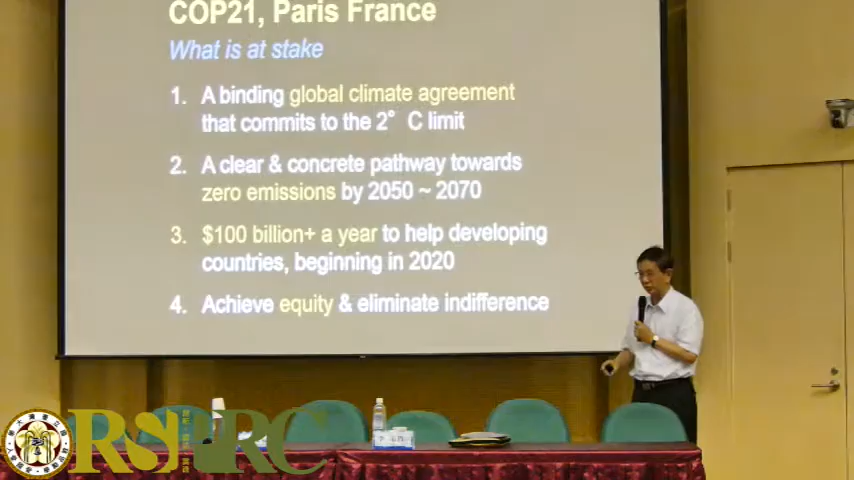 COP21, Paris France
What is at stake
1. A binding global climate agreement
that commits to the 2° C limit
2. A clear & concrete pathway towards
zero emissions by 2050 ~ 2070
3. $100 billion+ a year to help developing
countries, beginning in 2020
4. Achieve equity & eliminate indifference
RSPRC